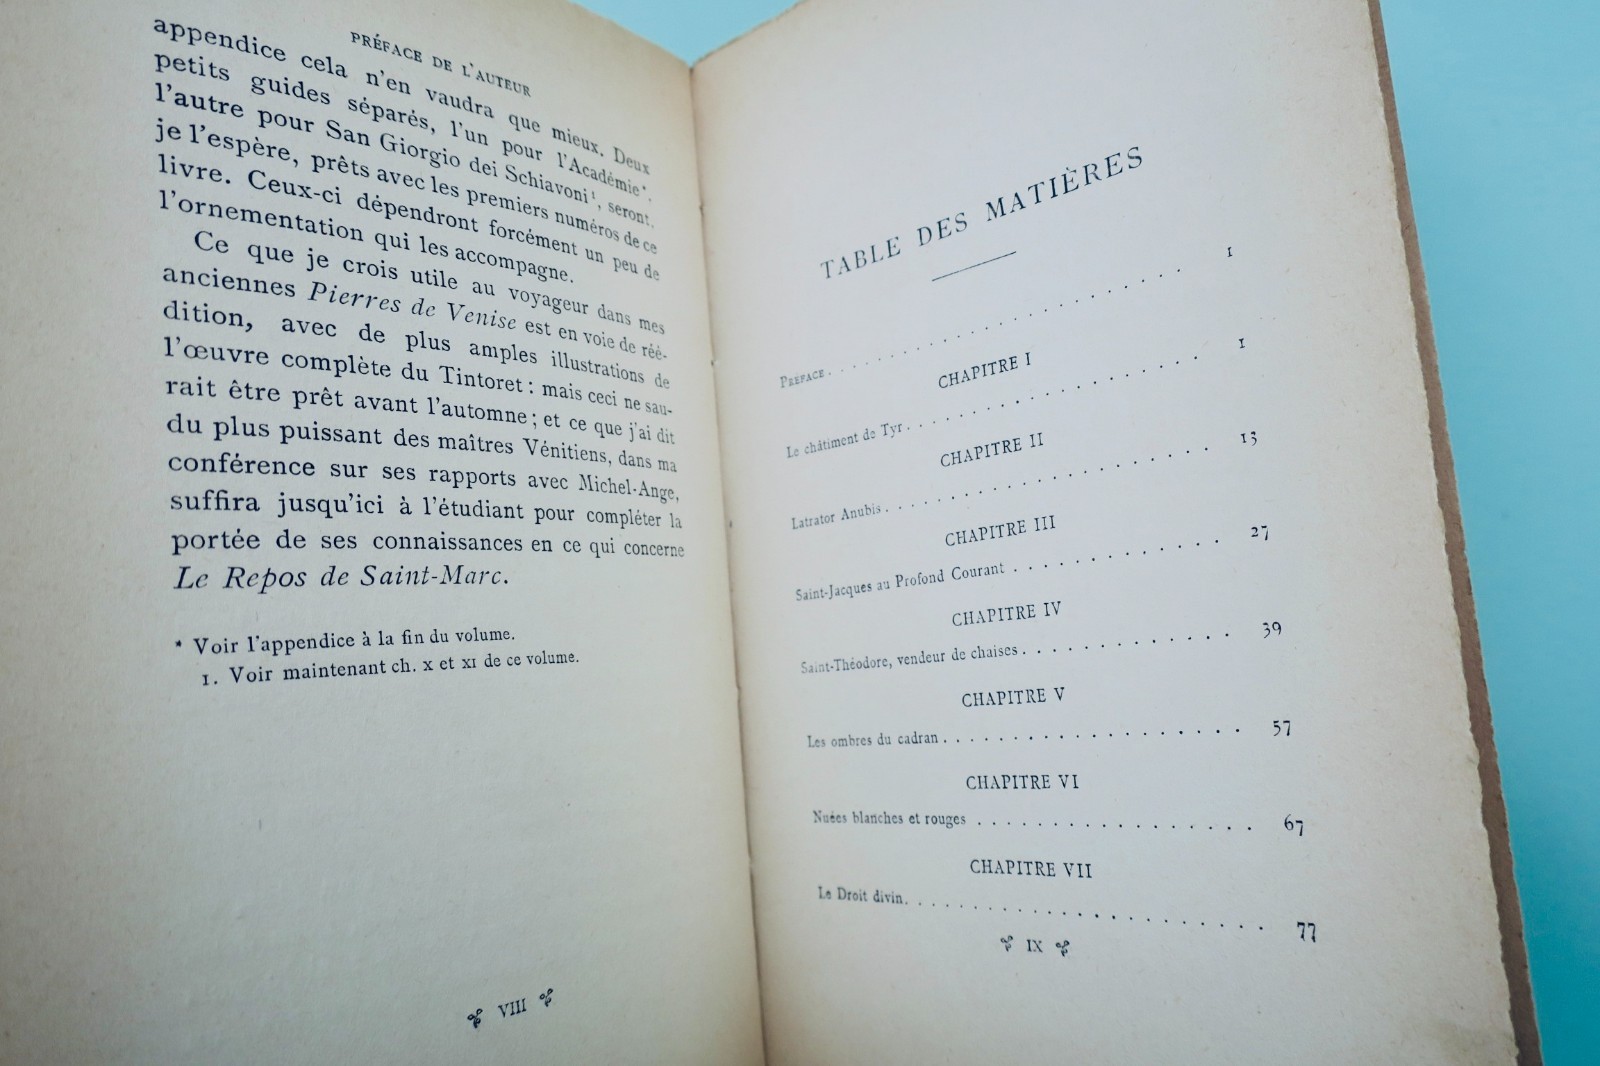 PRÉFACE DE L'AUTEUR
appendice cela n'en vaudra que mieux. Deux
petits guides séparés, l'un pour l'Académie*,
l'autre pour San Giorgio dei Schiavoni¹, seront,
je l'espère, prêts avec les premiers numéros de ce
livre. Ceux-ci dépendront forcément un peu de
l'ornementation qui les accompagne.
Ce que je crois utile au voyageur dans mes
anciennes Pierres de Venise est en voie de réé-
dition, avec de plus amples illustrations de
l'œuvre complète du Tintoret : mais ceci ne sau-
rait être prêt avant l'automne ; et ce que j'ai dit
du plus puissant des maîtres Vénitiens, dans ma
conférence sur ses rapports avec Michel-Ange,
suffira jusqu'ici à l'étudiant pour compléter la
portée de ses connaissances en ce qui concerne
Le Repos de Saint-Marc.
* Voir l'appendice à la fin du volume.
1. Voir maintenant ch. X et XI de ce volume.
VIII
TABLE DES MATIÈRES
PRÉFACE. . . . . . . . . . . . . . . . . . . . 1
CHAPITRE I
Le châtiment de Tyr. . . . . . . . . . . . . . . . . 1
CHAPITRE II
Latrator Anubis. . . . . . . . . . . . . . . . . . 13
CHAPITRE III
Saint-Jacques au Profond Courant . . . . . . . . . . . . 27
CHAPITRE IV
Saint-Théodore, vendeur de chaises. . . . . . . . . . . . 39
CHAPITRE V
Les ombres du cadran. . . . . . . . . . . . . . . . . 57
CHAPITRE VI
Nuées blanches et rouges . . . . . . . . . . . . . . . 67
CHAPITRE VII
Le Droit divin. . . . . . . . . . . . . . . . . . . 77
IX